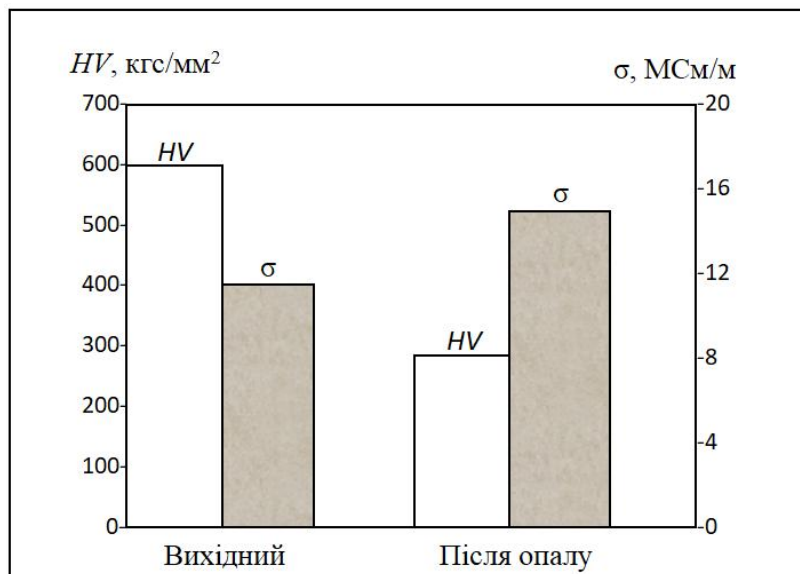 HV, кгс/мм²
σ, МСм/м
700
600
500
400
300
200
100
0
HV
σ
HV
σ
-20
-16
-12
-8
-4
-0
Вихідний
Після опалу